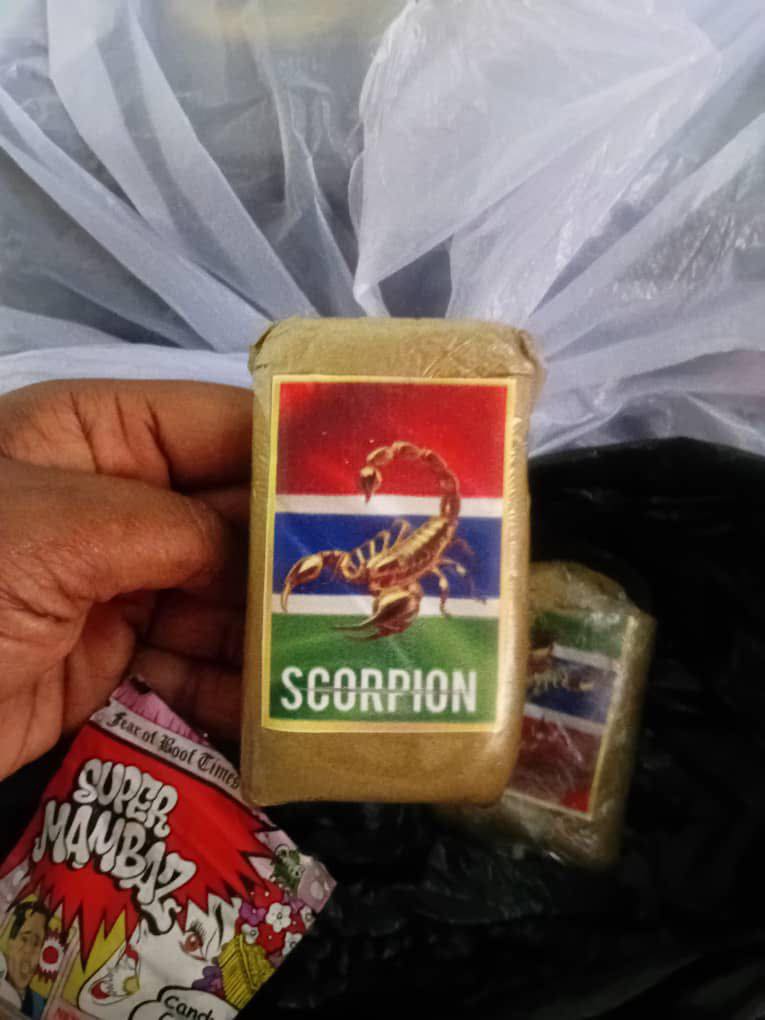 SCORPION
Fear of Boof Times
SUPER
MAMBAZ
Cand